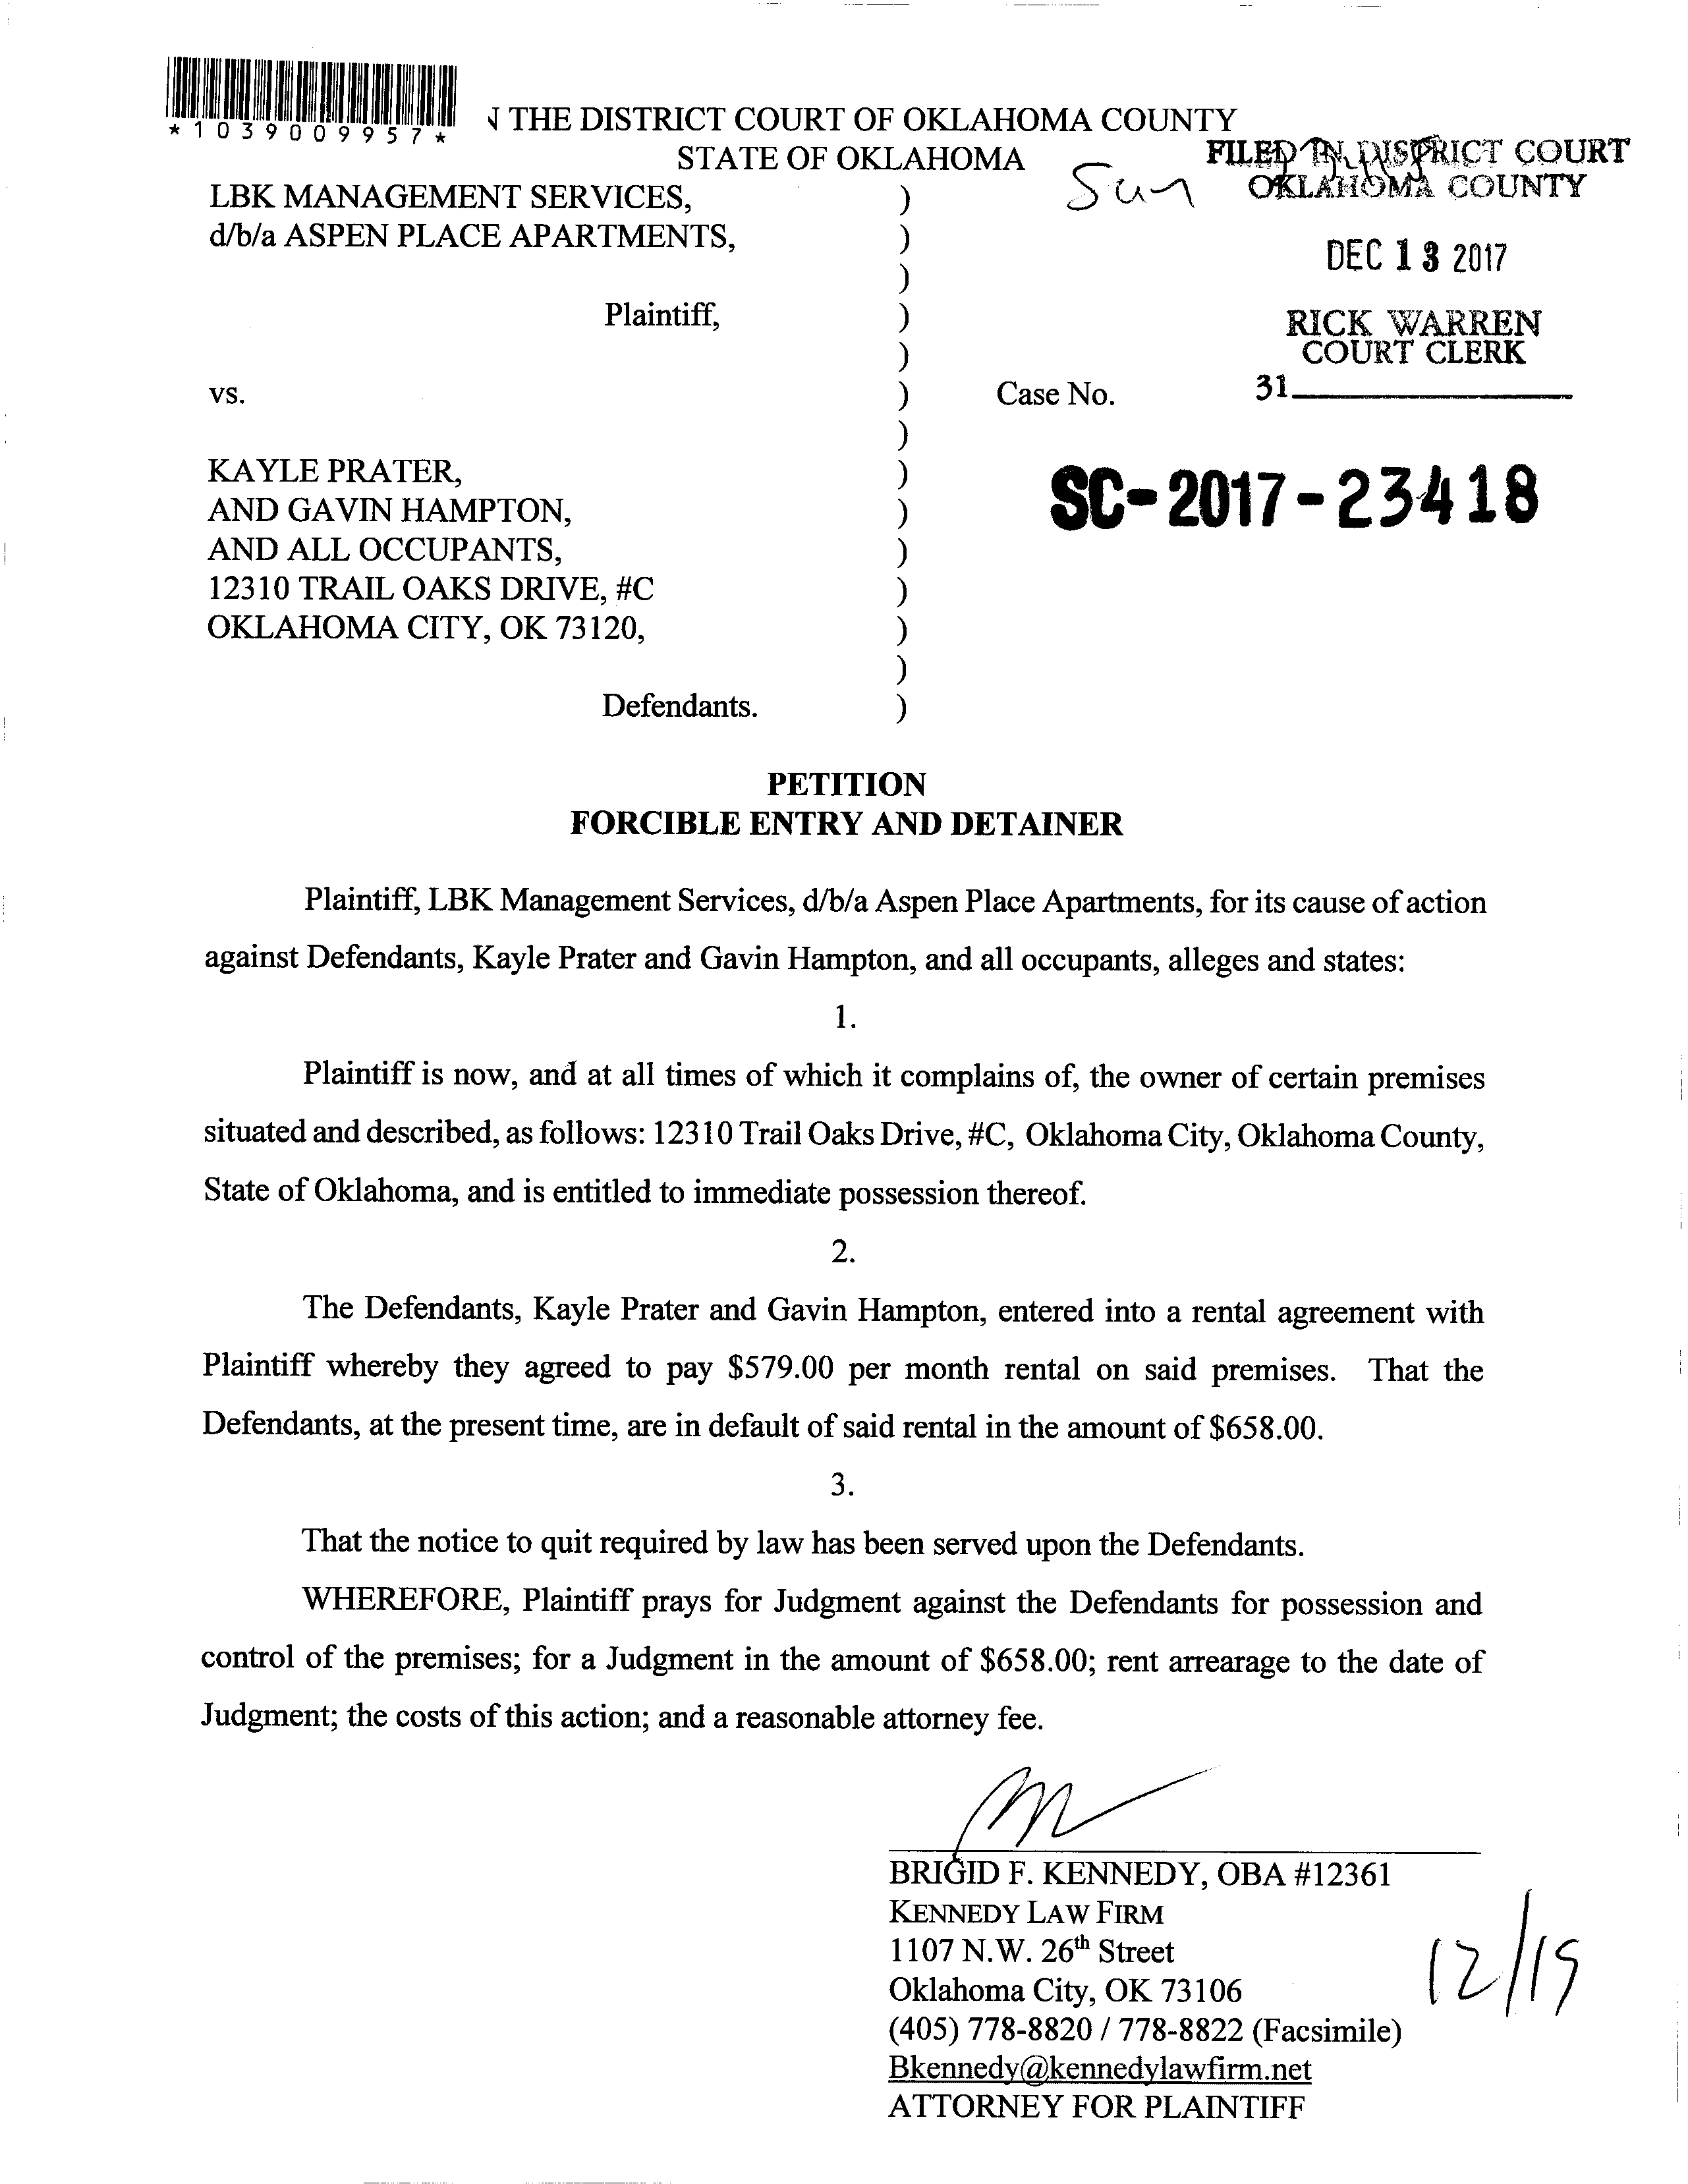 *1039009957*
THE DISTRICT COURT OF OKLAHOMA COUNTY
STATE OF OKLAHOMA
FILED IN DISTRICT COURT
OKLAHOMA COUNTY
DEC 13 2017
RICK WARREN
COURT CLERK
31
LBK MANAGEMENT SERVICES, )
d/b/a ASPEN PLACE APARTMENTS, )
)
Plaintiff, )
)
vs. ) Case No.
)
SC-2017-23418
KAYLE PRATER, )
AND GAVIN HAMPTON, )
AND ALL OCCUPANTS, )
12310 TRAIL OAKS DRIVE, #C )
OKLAHOMA CITY, OK 73120, )
)
Defendants. )
PETITION
FORCIBLE ENTRY AND DETAINER
Plaintiff, LBK Management Services, d/b/a Aspen Place Apartments, for its cause of action
against Defendants, Kayle Prater and Gavin Hampton, and all occupants, alleges and states:
1.
Plaintiff is now, and at all times of which it complains of, the owner of certain premises
situated and described, as follows: 12310 Trail Oaks Drive, #C, Oklahoma City, Oklahoma County,
State of Oklahoma, and is entitled to immediate possession thereof.
2.
The Defendants, Kayle Prater and Gavin Hampton, entered into a rental agreement with
Plaintiff whereby they agreed to pay $579.00 per month rental on said premises. That the
Defendants, at the present time, are in default of said rental in the amount of $658.00.
3.
That the notice to quit required by law has been served upon the Defendants.
WHEREFORE, Plaintiff prays for Judgment against the Defendants for possession and
control of the premises; for a Judgment in the amount of $658.00; rent arrearage to the date of
Judgment; the costs of this action; and a reasonable attorney fee.
BRIGID F. KENNEDY, OBA #12361
KENNEDY LAW FIRM
1107 N.W. 26th Street
Oklahoma City, OK 73106
(405) 778-8820 / 778-8822 (Facsimile)
Bkennedy@kennedylawfirm.net
ATTORNEY FOR PLAINTIFF
12/19